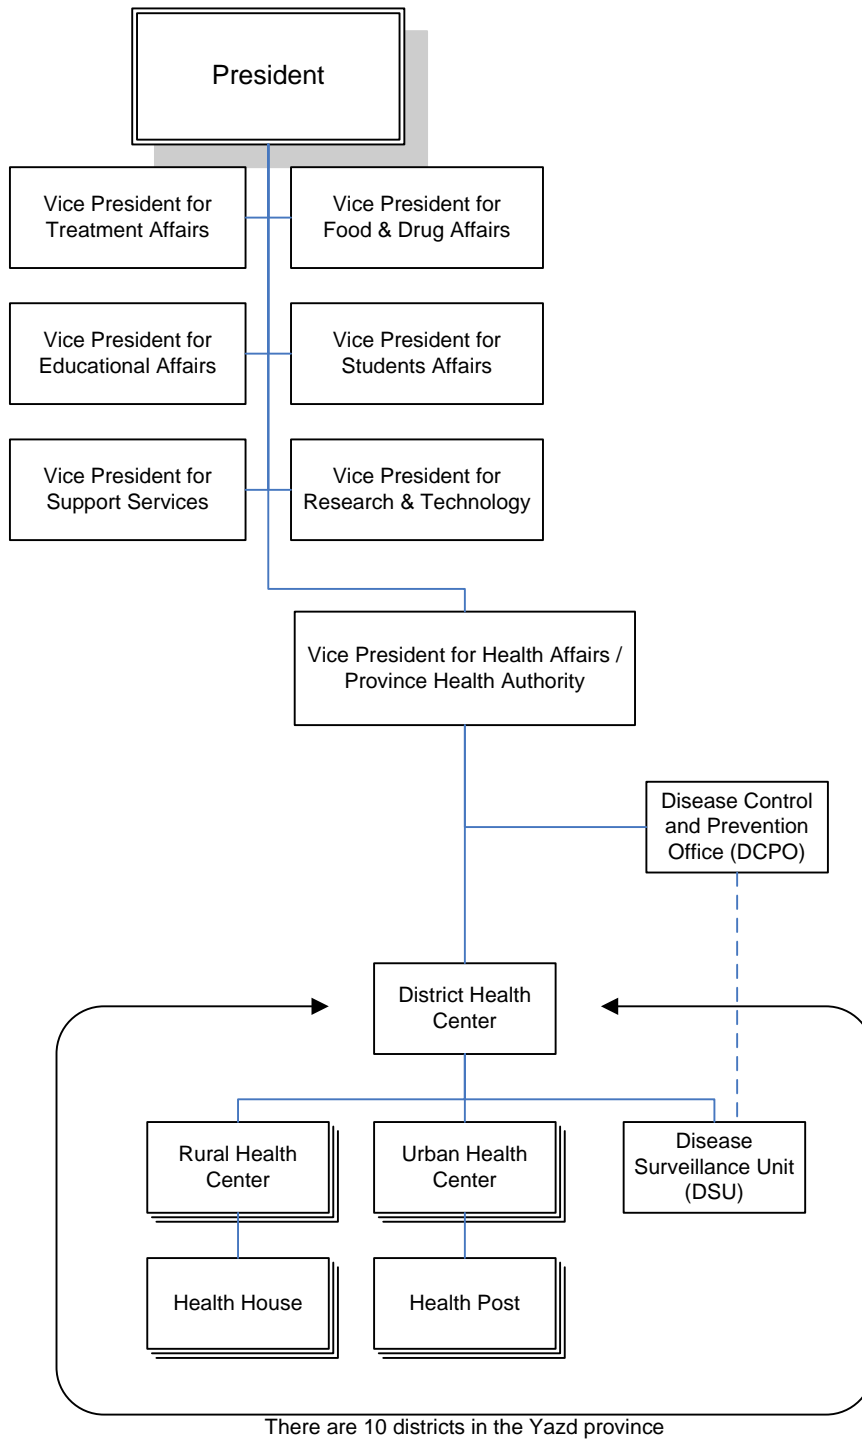 President
Vice President for
Treatment Affairs
Vice President for
Food & Drug Affairs
Vice President for
Educational Affairs
Vice President for
Students Affairs
Vice President for
Support Services
Vice President for
Research & Technology
Vice President for Health Affairs /
Province Health Authority
Disease Control
and Prevention
Office (DCPO)
District Health
Center
Rural Health
Center
Urban Health
Center
Disease
Surveillance Unit
(DSU)
Health House
Health Post
There are 10 districts in the Yazd province